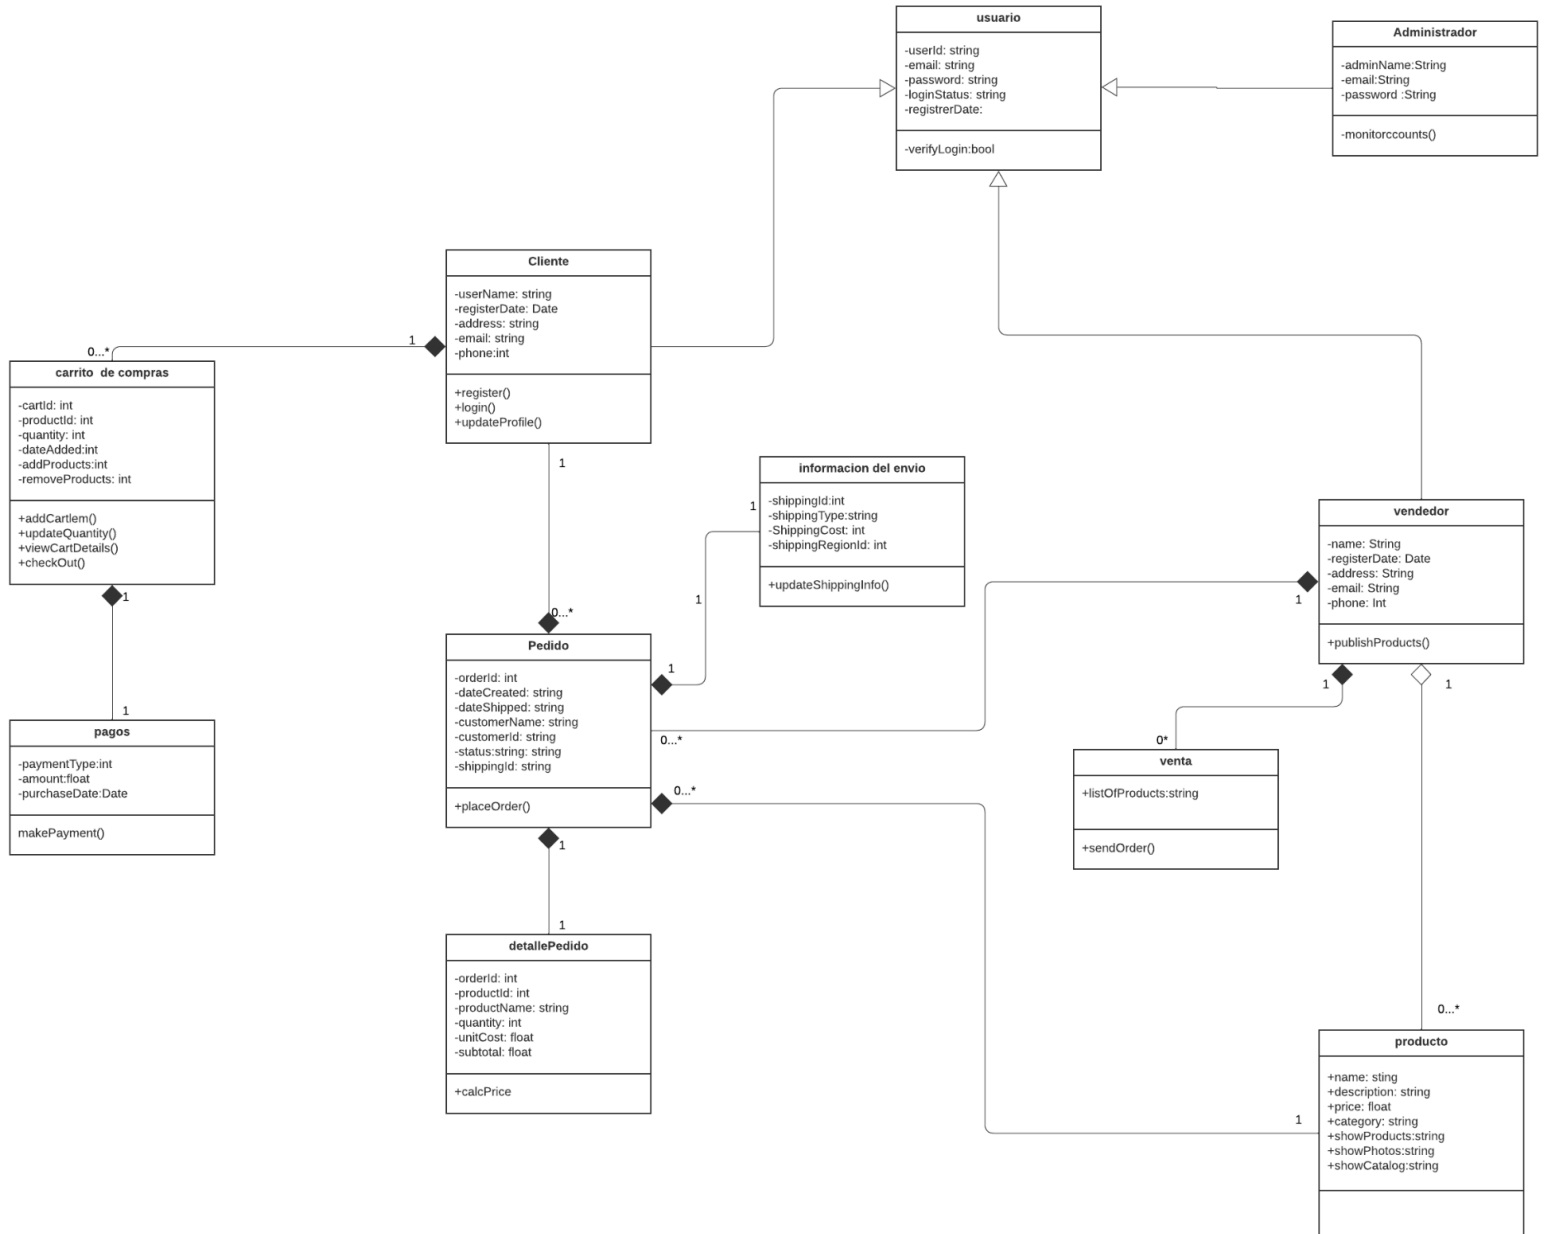 usuario
-userId: string
-email: string
-password: string
-loginStatus: string
-registrerDate:
-verifyLogin:bool
Administrador
-adminName:String
-email:String
-password :String
-monitorccounts()
Cliente
-userName: string
-registerDate: Date
-address: string
-email: string
-phone:int
+register()
+login()
+updateProfile()
1
0...*
carrito de compras
-cartId: int
-productId: int
-quantity: int
-dateAdded:int
-addProducts:int
-removeProducts: int
+addCartIem()
+updateQuantity()
+viewCartDetails()
+checkOut()
1
1
pagos
-paymentType:int
-amount:float
-purchaseDate:Date
makePayment()
1
0...*
informacion del envio
-shippingId:int
-shippingType:string
-ShippingCost: int
-shippingRegionId: int
+updateShippingInfo()
1
1
1
Pedido
-orderId: int
-dateCreated: string
-dateShipped: string
-customerName: string
-customerId: string
-status:string: string
-shippingId: string
+placeOrder()
0...*
0...*
1
1
detallePedido
-orderId: int
-productId: int
-productName: string
-quantity: int
-unitCost: float
-subtotal: float
+calcPrice
vendedor
-name: String
-registerDate: Date
-address: String
-email: String
-phone: Int
+publishProducts()
1
1
1
0*
venta
+listOfProducts:string
+sendOrder()
0...*
producto
+name: sting
+description: string
+price: float
+category: string
+showProducts:string
+showPhotos:string
+showCatalog:string
1